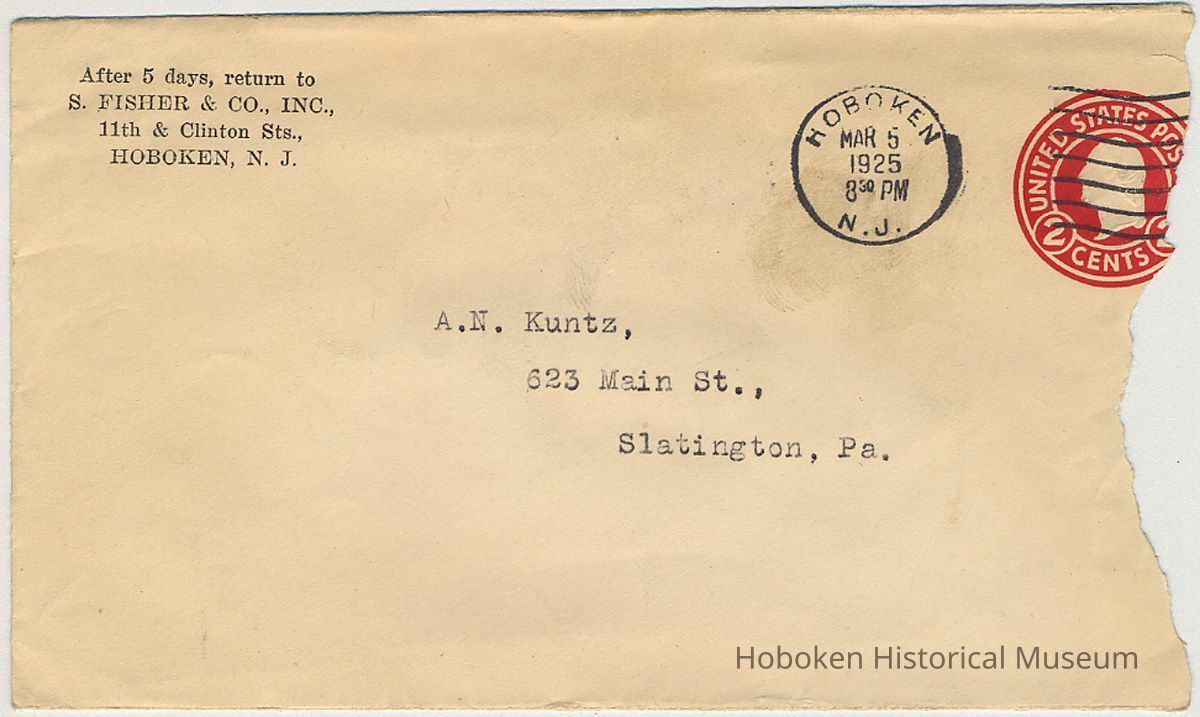 After 5 days, return to
S. FISHER & CO., INC.,
11th & Clinton Sts.,
HOBOKEN, N. J.
HOBOKEN
MAR 5
1925
8³⁰ PM
N.J.
UNITED STATES POS
2 CENTS
A.N. Kuntz,
623 Main St.,
Slatington, Pa.
Hoboken Historical Museum